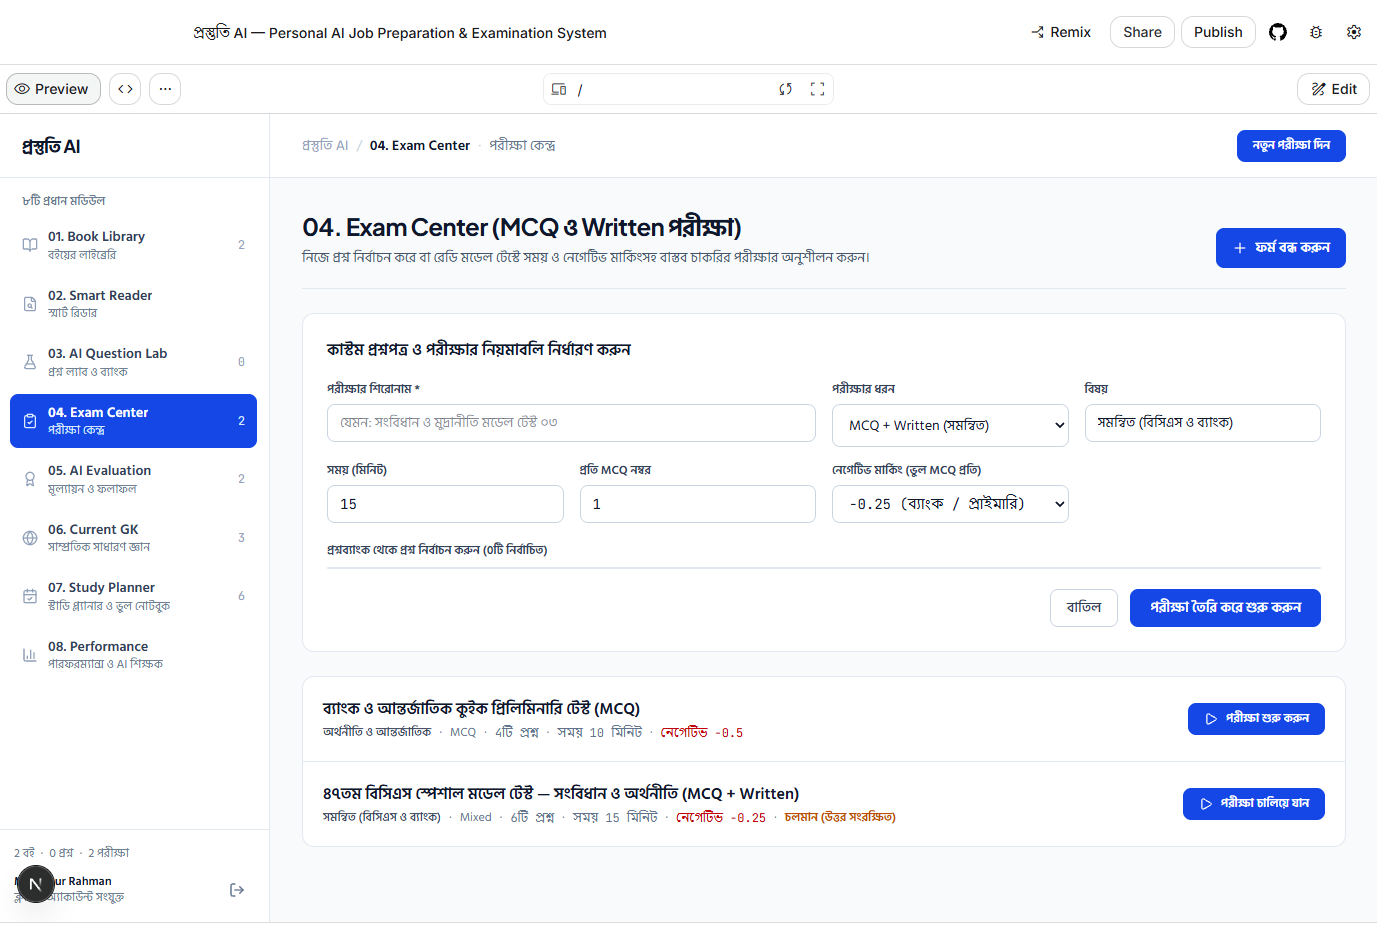 প্রস্তুতি AI — Personal AI Job Preparation & Examination System
Remix
Share
Publish
Preview
/
Edit
প্রস্তুতি AI
৮টি প্রধান মডিউল
01. Book Library
2
বইয়ের লাইব্রেরি
02. Smart Reader
স্মার্ট রিডার
03. AI Question Lab
0
প্রশ্ন ল্যাব ও ব্যাংক
04. Exam Center
2
পরীক্ষা কেন্দ্র
05. AI Evaluation
2
মূল্যায়ন ও ফলাফল
06. Current GK
3
সাম্প্রতিক সাধারণ জ্ঞান
07. Study Planner
6
স্টাডি প্ল্যানার ও ভুল নোটবুক
08. Performance
পারফরম্যান্স ও AI শিক্ষক
2 বই · 0 প্রশ্ন · 2 পরীক্ষা
ur Rahman
অ্যাকাউন্ট সংযুক্ত
N
প্রস্তুতি AI / 04. Exam Center · পরীক্ষা কেন্দ্র
নতুন পরীক্ষা দিন
04. Exam Center (MCQ ও Written পরীক্ষা)
নিজে প্রশ্ন নির্বাচন করে বা রেডি মডেল টেস্টে সময় ও নেগেটিভ মার্কিংসহ বাস্তব চাকরির পরীক্ষার অনুশীলন করুন।
ফর্ম বন্ধ করুন
কাস্টম প্রশ্নপত্র ও পরীক্ষার নিয়মাবলি নির্ধারণ করুন
পরীক্ষার শিরোনাম *
পরীক্ষার ধরন
বিষয়
যেমন: সংবিধান ও মুদ্রানীতি মডেল টেস্ট ০৩
MCQ + Written (সমন্বিত)
সমন্বিত (বিসিএস ও ব্যাংক)
সময় (মিনিট)
প্রতি MCQ নম্বর
নেগেটিভ মার্কিং (ভুল MCQ প্রতি)
15
1
-0.25 (ব্যাংক / প্রাইমারি)
প্রশ্নব্যাংক থেকে প্রশ্ন নির্বাচন করুন (0টি নির্বাচিত)
বাতিল
পরীক্ষা তৈরি করে শুরু করুন
ব্যাংক ও আন্তর্জাতিক কুইক প্রিলিমিনারি টেস্ট (MCQ)
অর্থনীতি ও আন্তর্জাতিক · MCQ · 4টি প্রশ্ন · সময় 10 মিনিট · নেগেটিভ -0.5
পরীক্ষা শুরু করুন
৪৭তম বিসিএস স্পেশাল মডেল টেস্ট — সংবিধান ও অর্থনীতি (MCQ + Written)
সমন্বিত (বিসিএস ও ব্যাংক) · Mixed · 6টি প্রশ্ন · সময় 15 মিনিট · নেগেটিভ -0.25 · চলমান (উত্তর সংরক্ষিত)
পরীক্ষা চালিয়ে যান